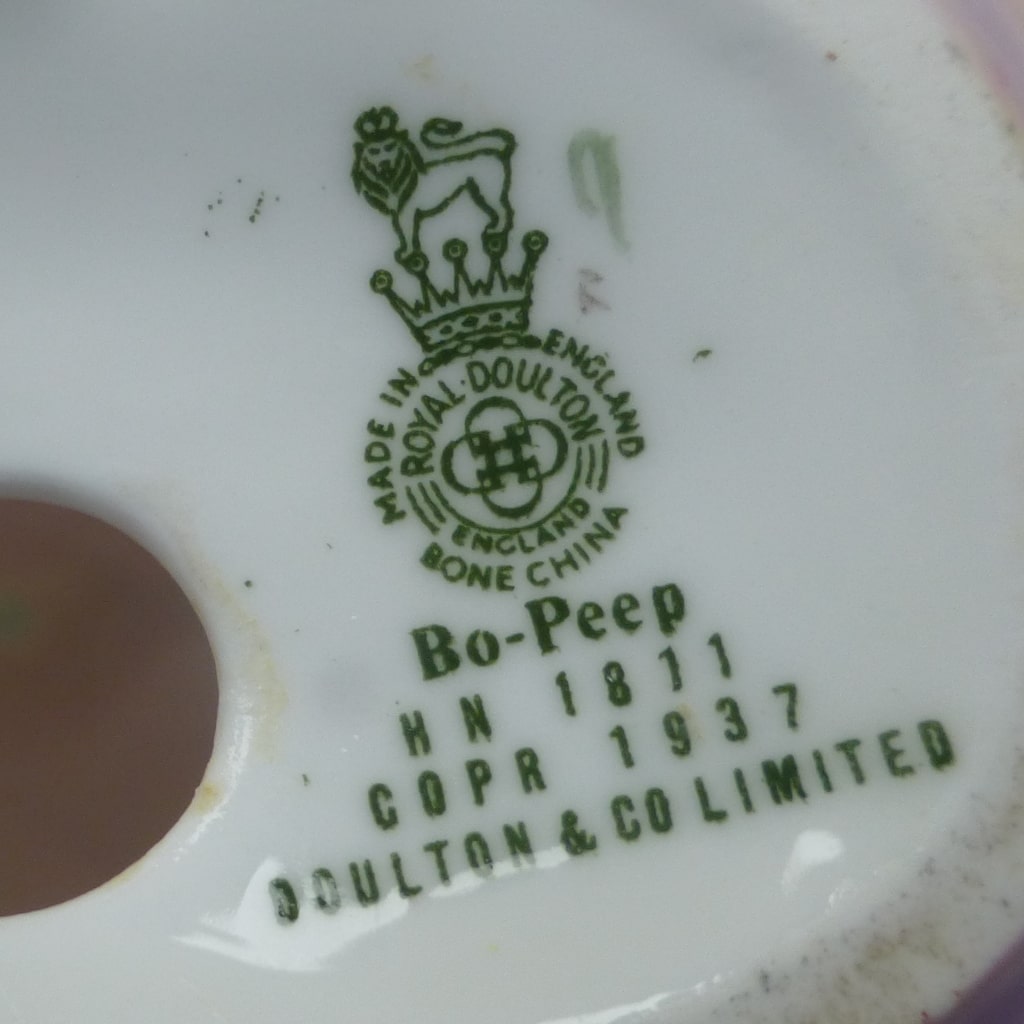 MADE IN ENGLAND
ROYAL·DOULTON
ENGLAND
BONE CHINA
Bo-Peep
HN 1811
COPR 1937
DOULTON & CO LIMITED